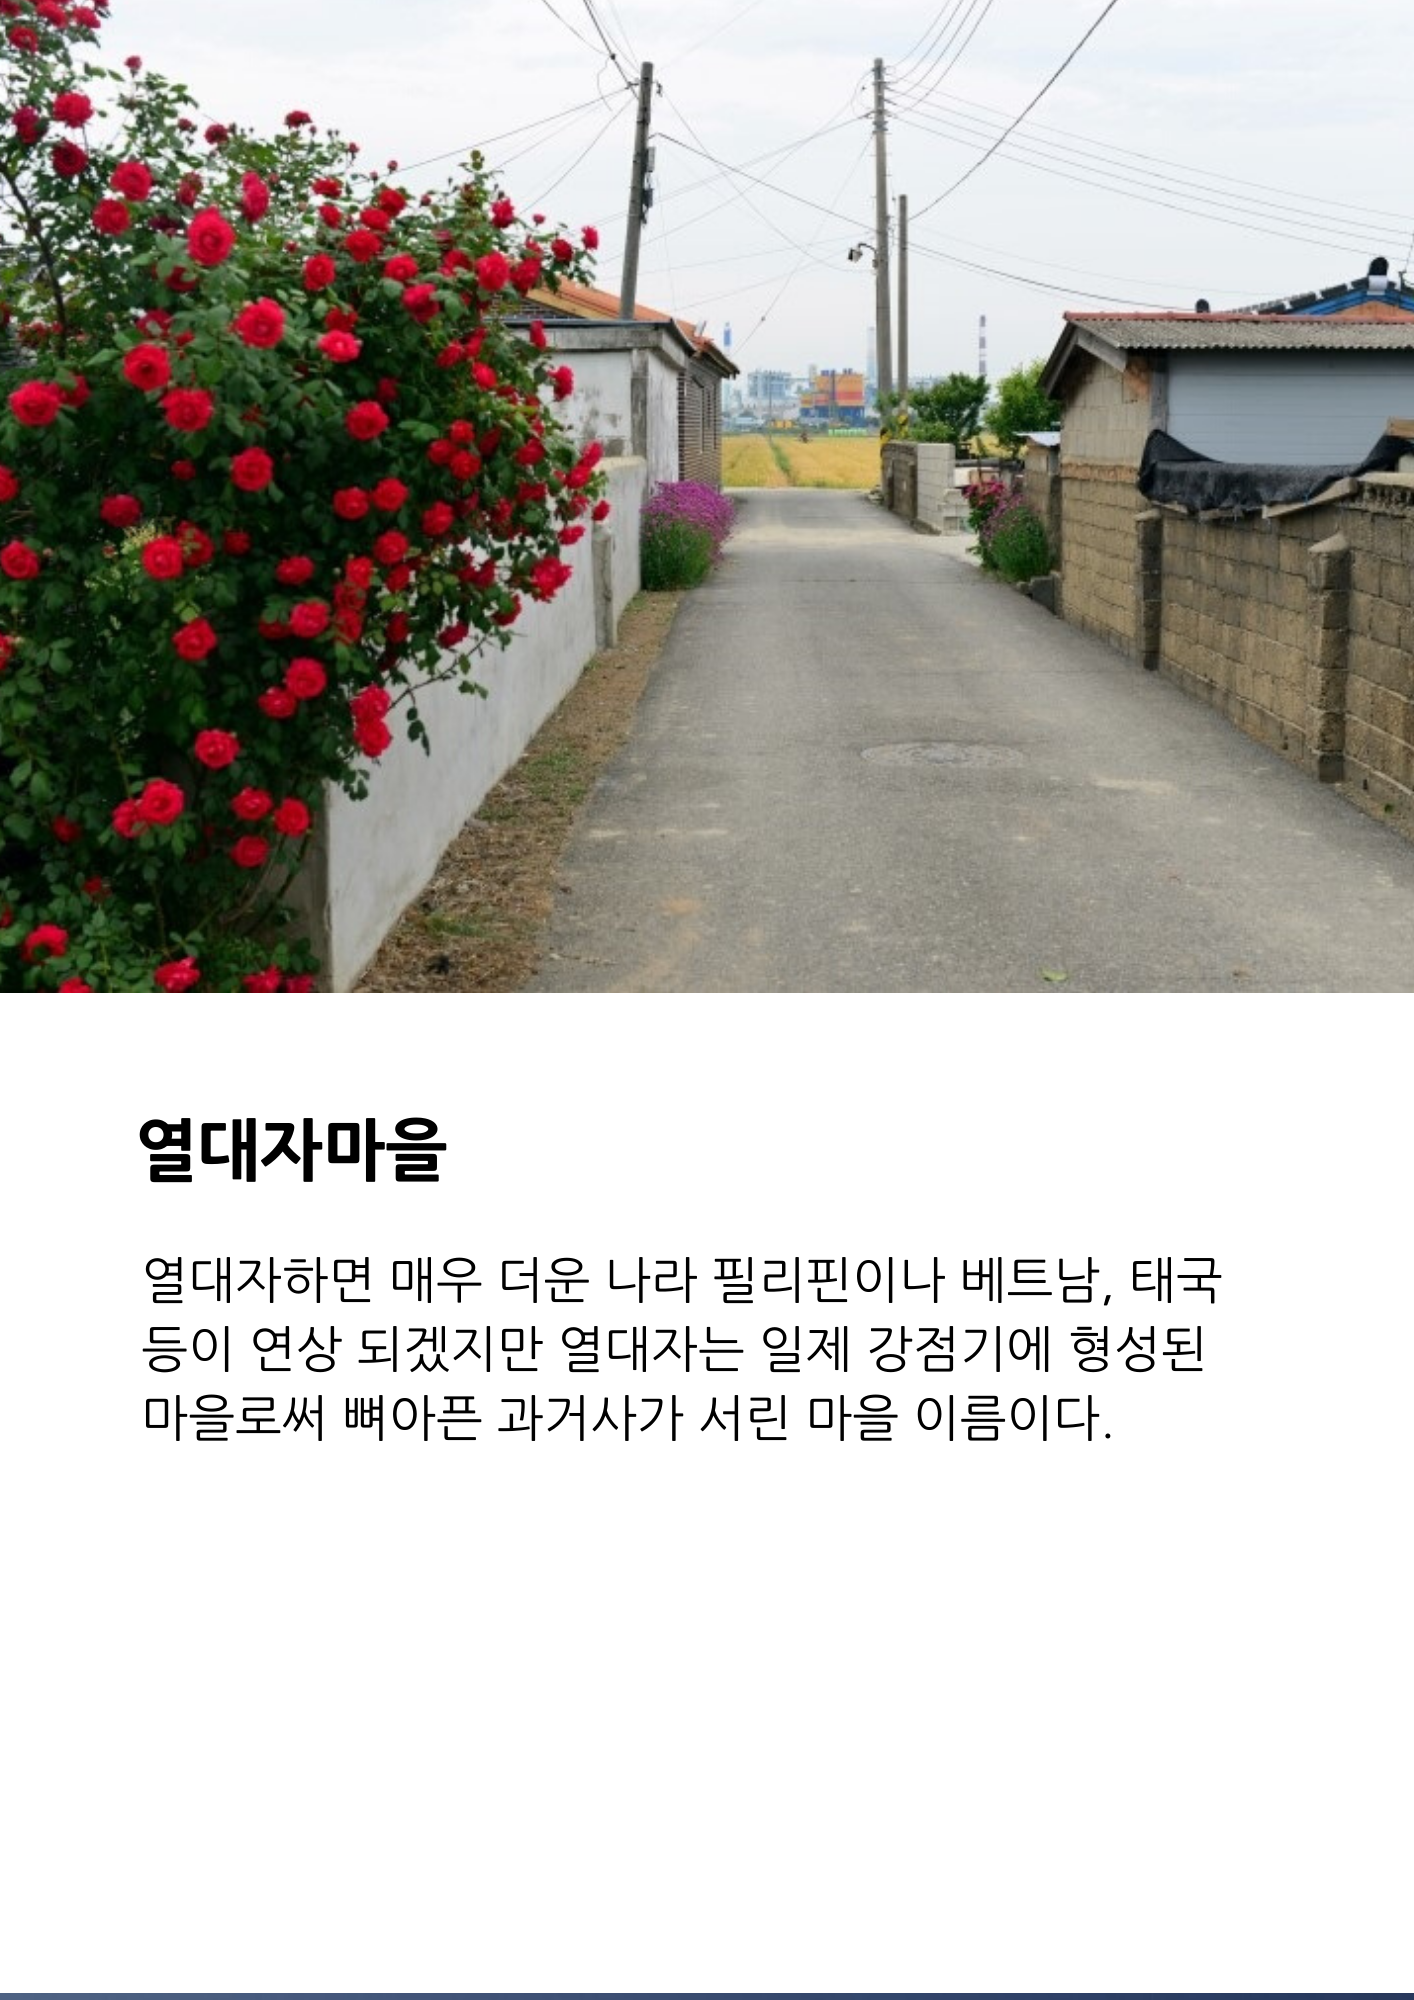 열대자마을
열대자하면 매우 더운 나라 필리핀이나 베트남, 태국
등이 연상 되겠지만 열대자는 일제 강점기에 형성된
마을로써 뼈아픈 과거사가 서린 마을 이름이다.